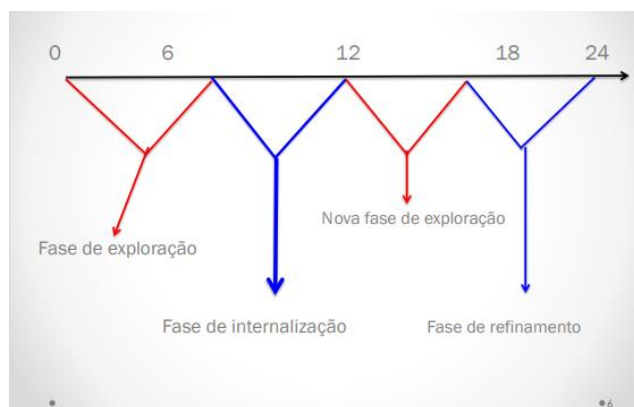 0 6 12 18 24
Nova fase de exploração
Fase de exploração
Fase de internalização
Fase de refinamento
6